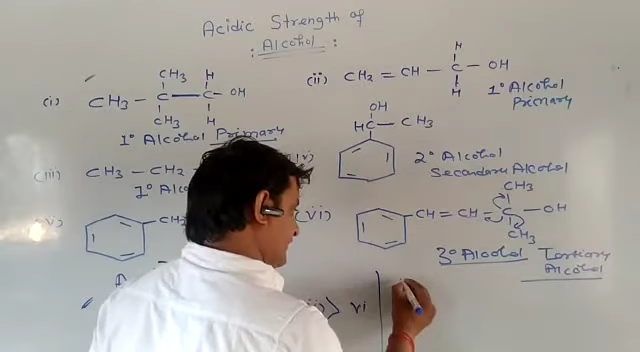 Acidic Strength of
: Alcohol :
(i) CH3 - C - C - OH
CH3 H
CH3 H
1° Alcohol Primary
(ii) CH2 = CH - C - OH
H
H
1° Alcohol
Primary
(iii) CH3 - CH2
1° Alco
OH
HC - CH3
2° Alcohol
Secondary Alcohol
CH2
(vi) CH = CH - C - OH
CH3
CH3
3° Alcohol Tertiary
Alcohol
> vi